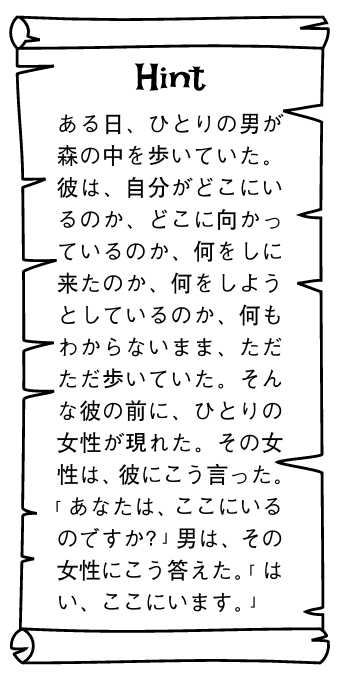 Hint
ある日、ひとりの男が
森の中を歩いていた。
彼は、自分がどこにい
るのか、どこに向かっ
ているのか、何をしに
来たのか、何をしよう
としているのか、何も
わからないまま、ただ
ただ歩いていた。そん
な彼の前に、ひとりの
女性が現れた。その女
性は、彼にこう言った。
「あなたは、ここにいる
のですか?」男は、その
女性にこう答えた。「は
い、ここにいます。」